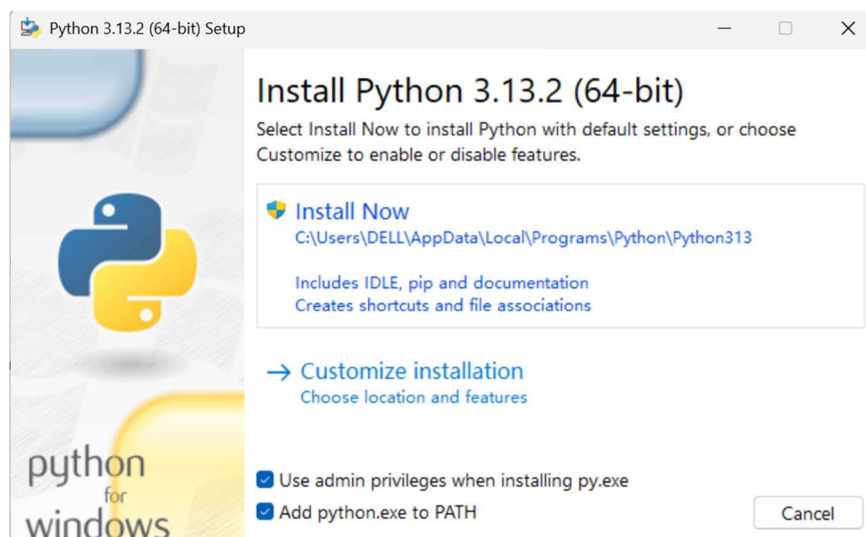 Python 3.13.2 (64-bit) Setup
Install Python 3.13.2 (64-bit)
Select Install Now to install Python with default settings, or choose
Customize to enable or disable features.
Install Now
C:\Users\DELL\AppData\Local\Programs\Python\Python313
Includes IDLE, pip and documentation
Creates shortcuts and file associations
Customize installation
Choose location and features
python
for
windows
Use admin privileges when installing py.exe
Add python.exe to PATH
Cancel